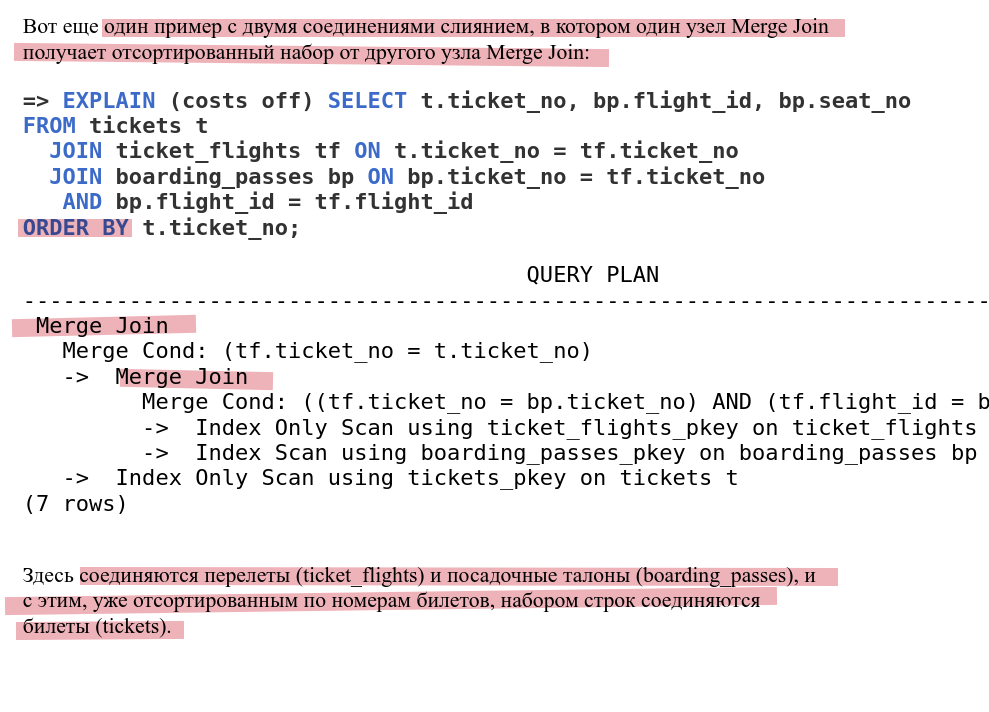 Вот еще один пример с двумя соединениями слиянием, в котором один узел Merge Join
получает отсортированный набор от другого узла Merge Join:
=> EXPLAIN (costs off) SELECT t.ticket_no, bp.flight_id, bp.seat_no
FROM tickets t
JOIN ticket_flights tf ON t.ticket_no = tf.ticket_no
JOIN boarding_passes bp ON bp.ticket_no = tf.ticket_no
AND bp.flight_id = tf.flight_id
ORDER BY t.ticket_no;
QUERY PLAN
-------------------------------------------------------------------------
Merge Join
Merge Cond: (tf.ticket_no = t.ticket_no)
-> Merge Join
Merge Cond: ((tf.ticket_no = bp.ticket_no) AND (tf.flight_id = b
-> Index Only Scan using ticket_flights_pkey on ticket_flights
-> Index Scan using boarding_passes_pkey on boarding_passes bp
-> Index Only Scan using tickets_pkey on tickets t
(7 rows)
Здесь соединяются перелеты (ticket_flights) и посадочные талоны (boarding_passes), и
с этим, уже отсортированным по номерам билетов, набором строк соединяются
билеты (tickets).